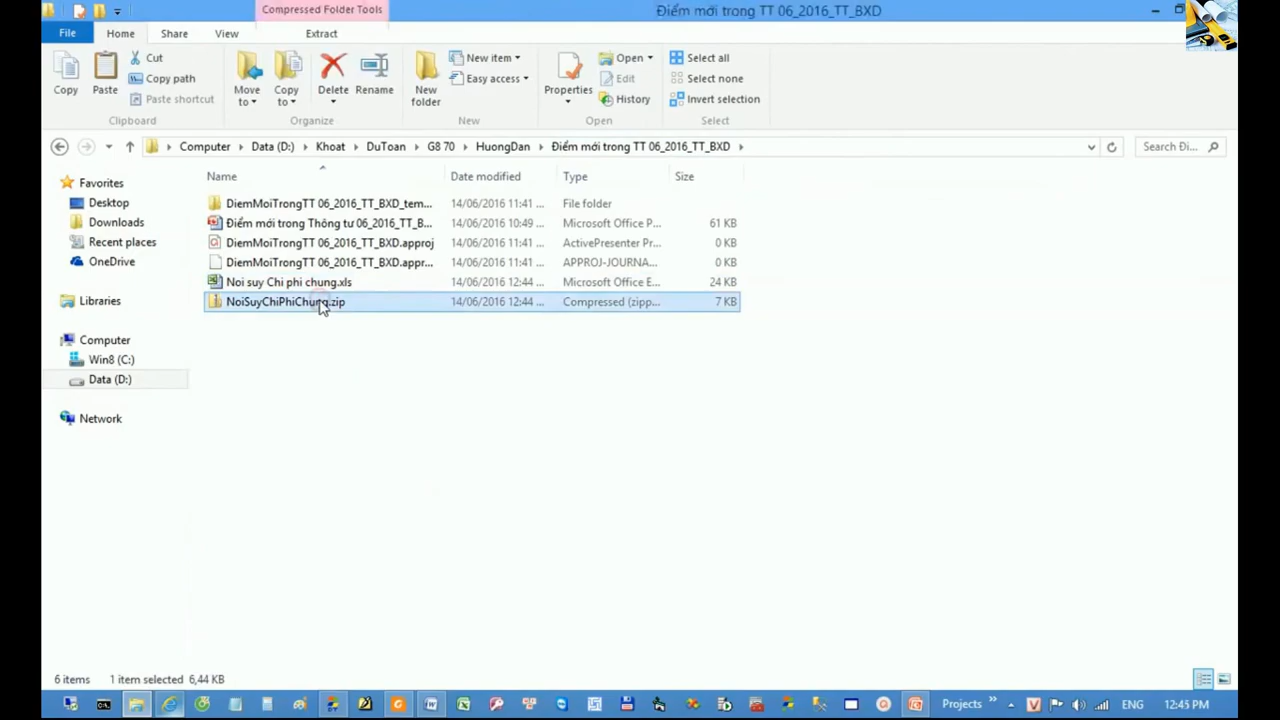 Compressed Folder Tools
Điểm mới trong TT 06_2016_TT_BXD
File Home Share View Extract
Copy
Paste
Cut
Copy path
Paste shortcut
Clipboard
Move to
Copy to
Delete
Rename
Organize
New folder
New item
Easy access
New
Properties
Open
Edit
History
Open
Select all
Select none
Invert selection
Select
Computer Data (D:) Khoat DuToan G8 70 HuongDan Điểm mới trong TT 06_2016_TT_BXD
Search Đi...
Favorites
Desktop
Downloads
Recent places
OneDrive
Libraries
Computer
Win8 (C:)
Data (D:)
Network
Name Date modified Type Size
DiemMoiTrongTT 06_2016_TT_BXD_tem... 14/06/2016 11:41 ... File folder
Điểm mới trong Thông tư 06_2016_TT_B... 14/06/2016 10:49 ... Microsoft Office P... 61 KB
DiemMoiTrongTT 06_2016_TT_BXD.approj 14/06/2016 11:41 ... ActivePresenter Pr... 0 KB
DiemMoiTrongTT 06_2016_TT_BXD.appr... 14/06/2016 11:41 ... APPROJ-JOURNA... 0 KB
Noi suy Chi phi chung.xls 14/06/2016 12:44 ... Microsoft Office E... 24 KB
NoiSuyChiPhiChung.zip 14/06/2016 12:44 ... Compressed (zipp... 7 KB
6 items 1 item selected 6,44 KB
Projects ENG 12:45 PM